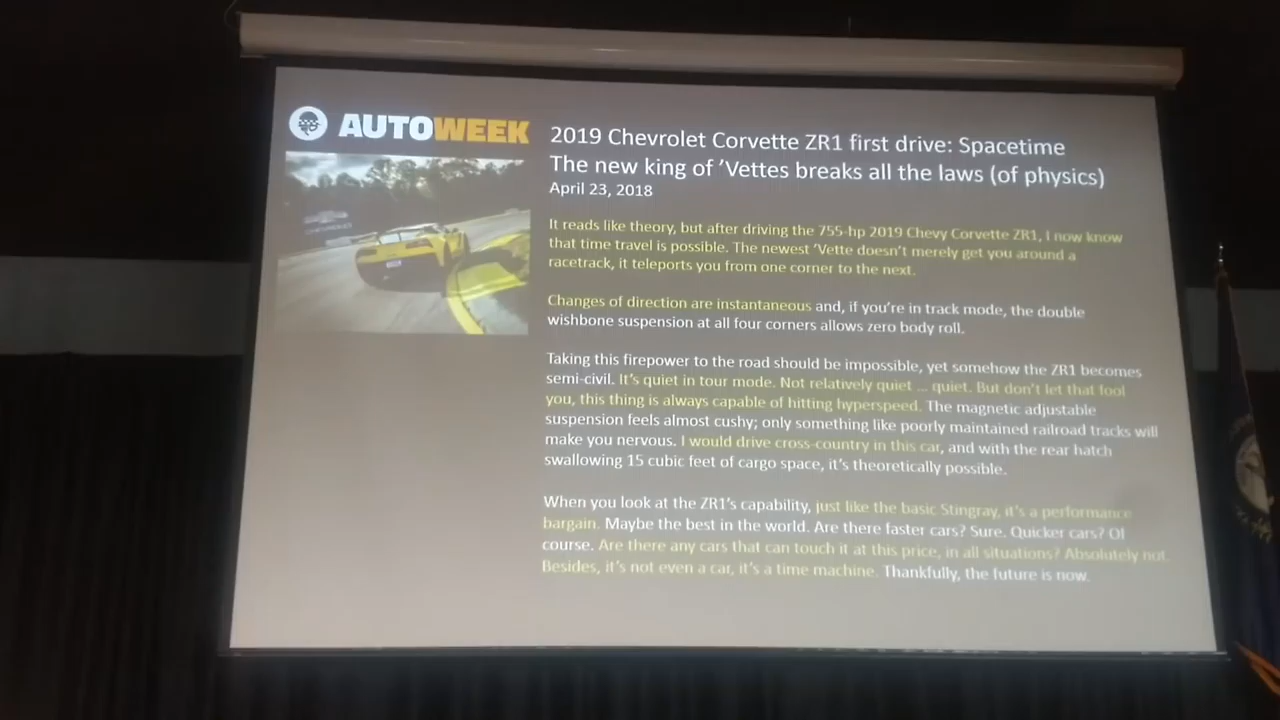 AUTOWEEK
2019 Chevrolet Corvette ZR1 first drive: Spacetime
The new king of 'Vettes breaks all the laws (of physics)
April 23, 2018
It reads like theory, but after driving the 755-hp 2019 Chevy Corvette ZR1, I now know
that time travel is possible. The newest 'Vette doesn't merely get you around a
racetrack, it teleports you from one corner to the next.
Changes of direction are instantaneous and, if you're in track mode, the double
wishbone suspension at all four corners allows zero body roll.
Taking this firepower to the road should be impossible, yet somehow the ZR1 becomes
semi-civil. It's quiet in tour mode. Not relatively quiet ... quiet. But don't let that fool
you, this thing is always capable of hitting hyperspeed. The magnetic adjustable
suspension feels almost cushy; only something like poorly maintained railroad tracks will
make you nervous. I would drive cross-country in this car, and with the rear hatch
swallowing 15 cubic feet of cargo space, it's theoretically possible.
When you look at the ZR1's capability, just like the basic Stingray, it's a performance
bargain. Maybe the best in the world. Are there faster cars? Sure. Quicker cars? Of
course. Are there any cars that can touch it at this price, in all situations? Absolutely not.
Besides, it's not even a car, it's a time machine. Thankfully, the future is now.